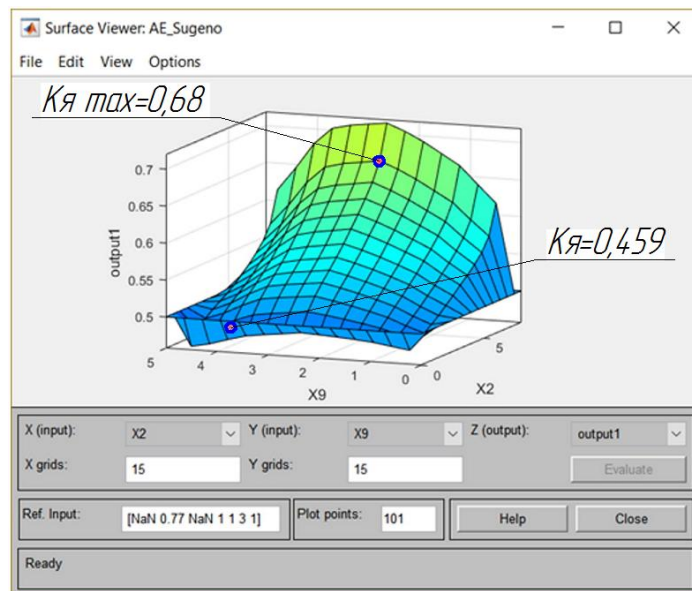 Surface Viewer: AE_Sugeno
File Edit View Options
Kя max=0,68
Kя=0,459
0.7
0.65
0.6
0.55
0.5
output1
5 4 3 2 1 0
X9
0 5
X2
X (input): X2 Y (input): X9 Z (output): output1
X grids: 15 Y grids: 15 Evaluate
Ref. Input: [NaN 0.77 NaN 1 1 3 1] Plot points: 101 Help Close
Ready